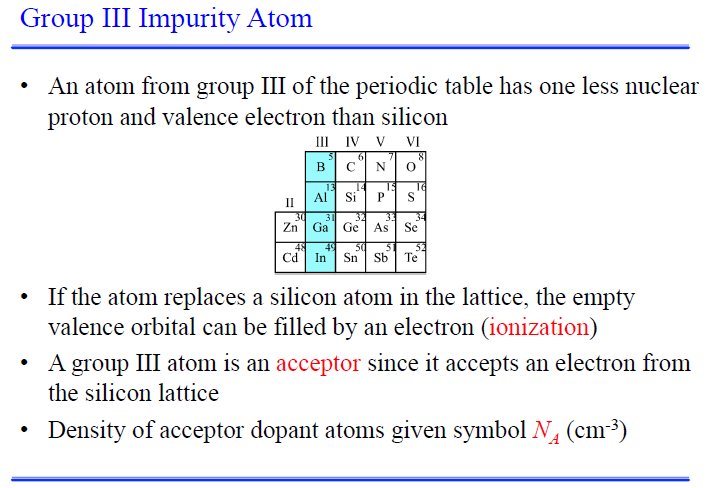 Group III Impurity Atom
• An atom from group III of the periodic table has one less nuclear
proton and valence electron than silicon
III IV V VI
5 6 7 8
B C N O
13 14 15 16
II Al Si P S
30 31 32 33 34
Zn Ga Ge As Se
48 49 50 51 52
Cd In Sn Sb Te
• If the atom replaces a silicon atom in the lattice, the empty
valence orbital can be filled by an electron (ionization)
• A group III atom is an acceptor since it accepts an electron from
the silicon lattice
• Density of acceptor dopant atoms given symbol N_A (cm⁻³)